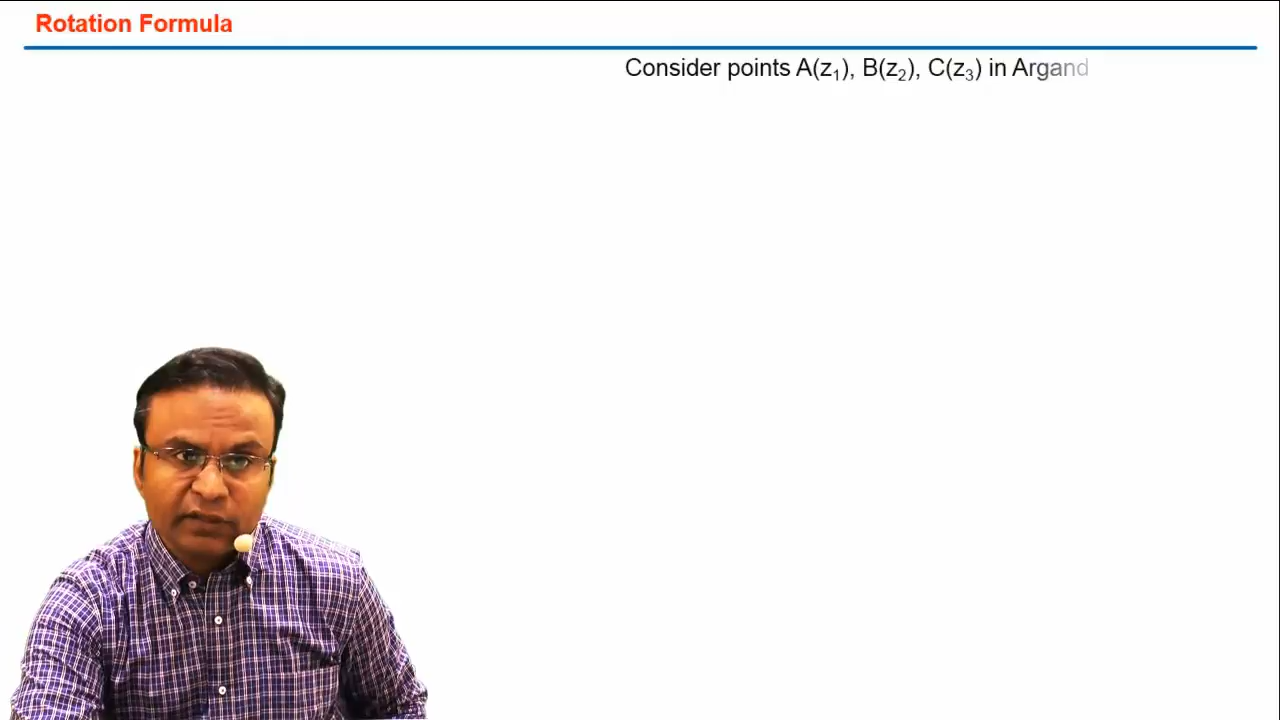 Rotation Formula
Consider points A(z₁), B(z₂), C(z₃) in Argand